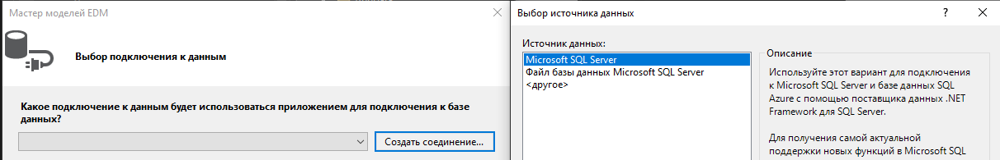 Мастер моделей EDM
Выбор подключения к данным
Какое подключение к данным будет использоваться приложением для подключения к базе
данных?
Создать соединение...
Выбор источника данных
Источник данных:
Microsoft SQL Server
Файл базы данных Microsoft SQL Server
<другое>
Описание
Используйте этот вариант для подключения
к Microsoft SQL Server и базе данных SQL
Azure с помощью поставщика данных .NET
Framework для SQL Server.
Для получения самой актуальной
поддержки новых функций в Microsoft SQL